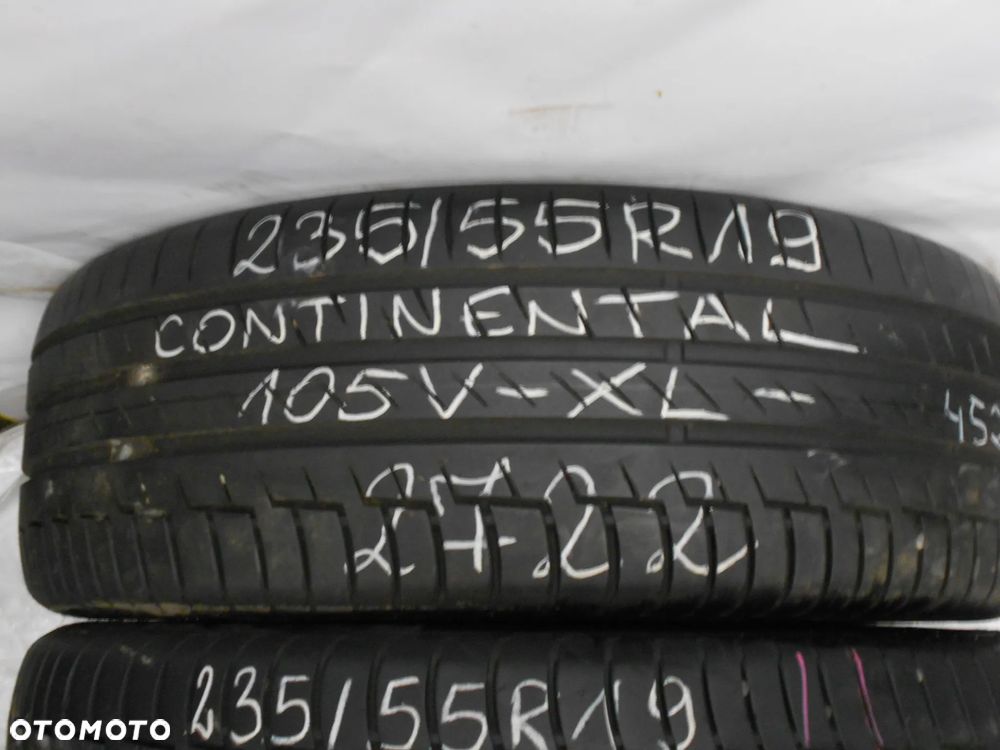 235/55R19
CONTINENTAL
105V-XL-
2722
235/55R19
OTOMOTO